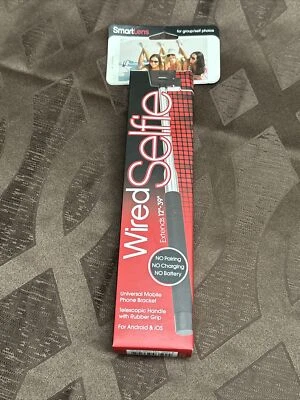 SmartLens
for group/self photos
Wired Selfie
Extends 12"-39"
NO Pairing
NO Charging
NO Battery
Universal Mobile
Phone Bracket
Telescopic Handle
with Rubber Grip
For Android & iOS